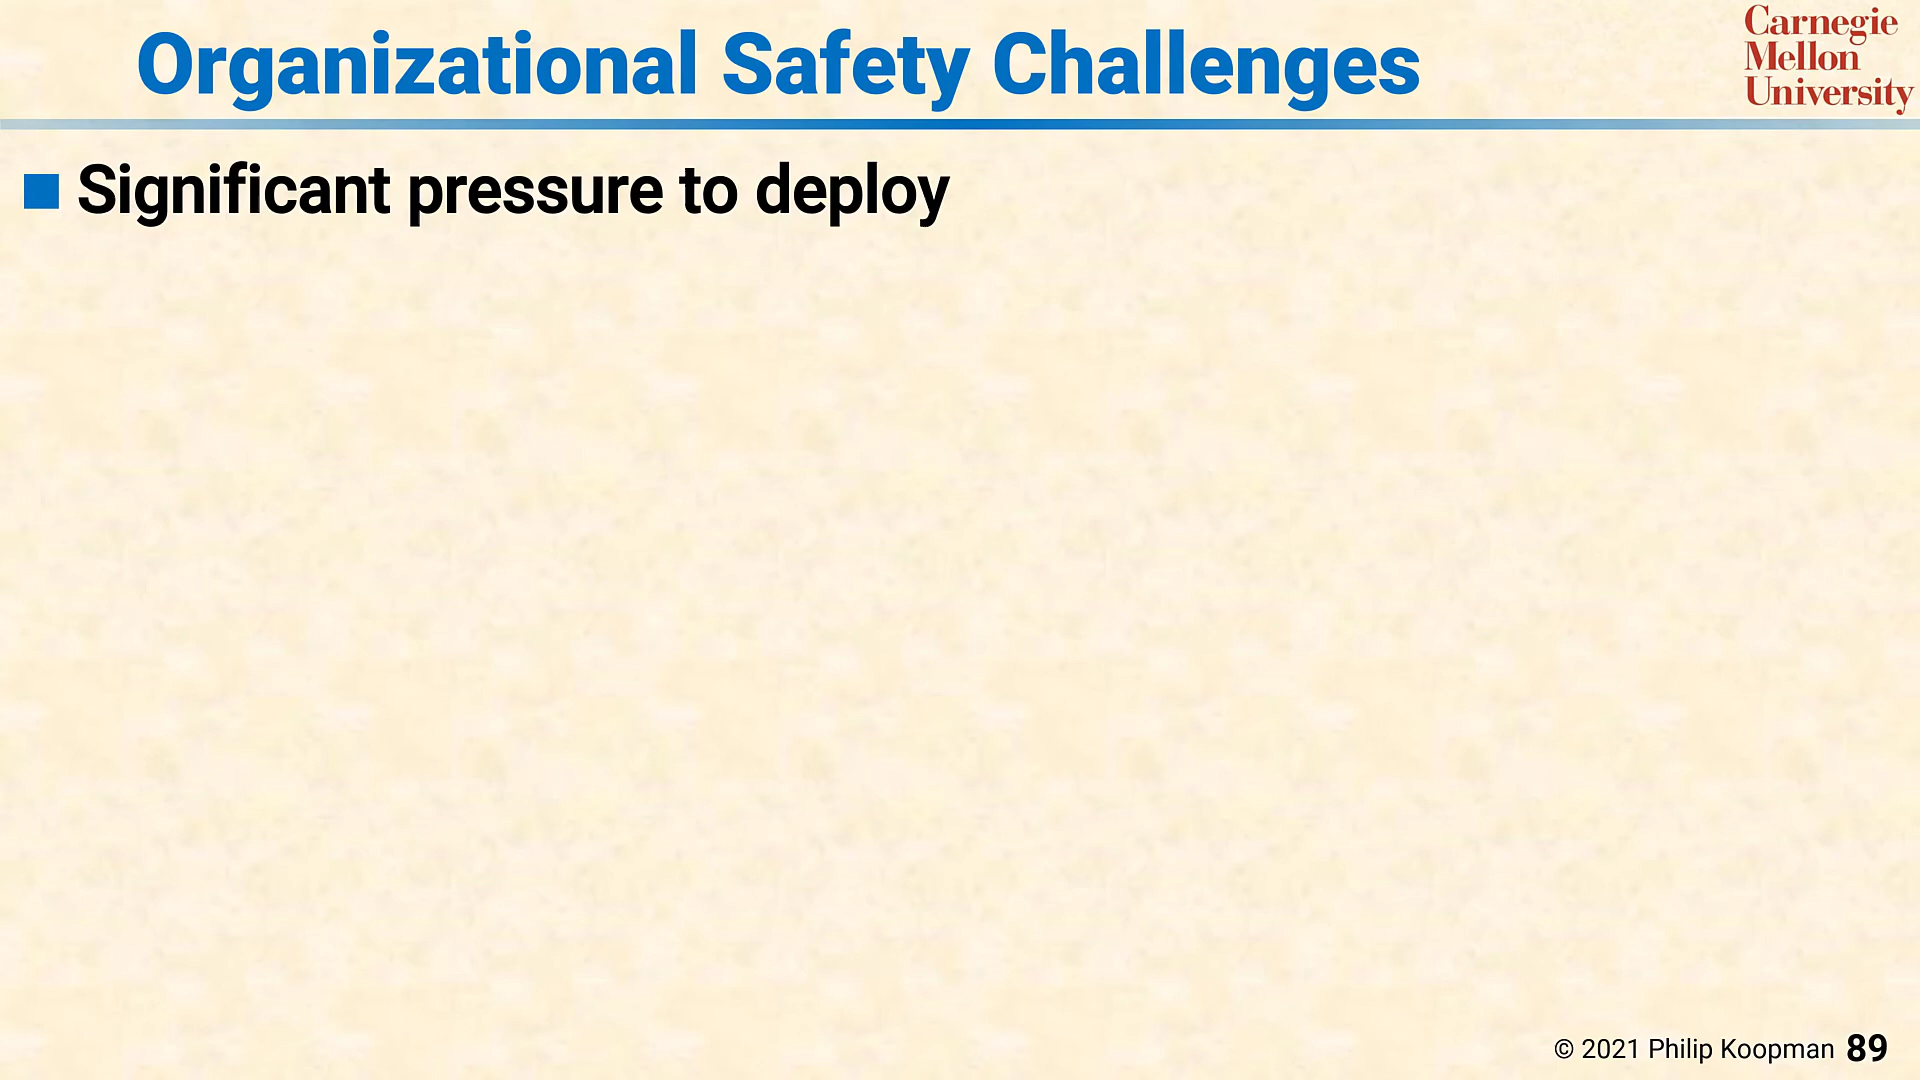 Organizational Safety Challenges
Carnegie
Mellon
University
Significant pressure to deploy
© 2021 Philip Koopman 89